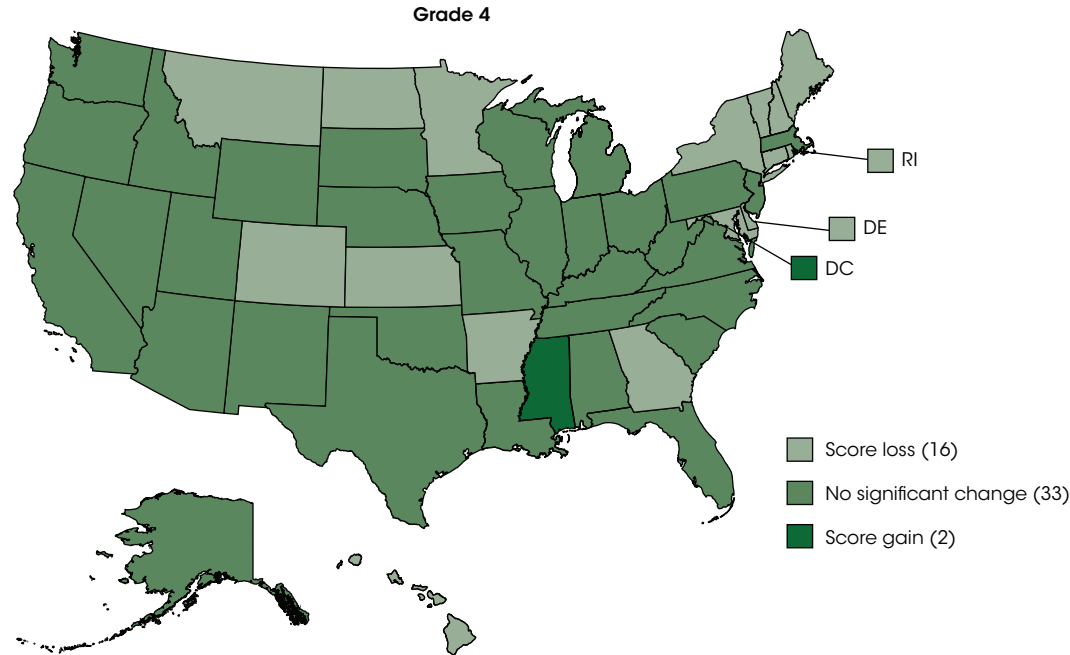 Grade 4
RI
DE
DC
Score loss (16)
No significant change (33)
Score gain (2)